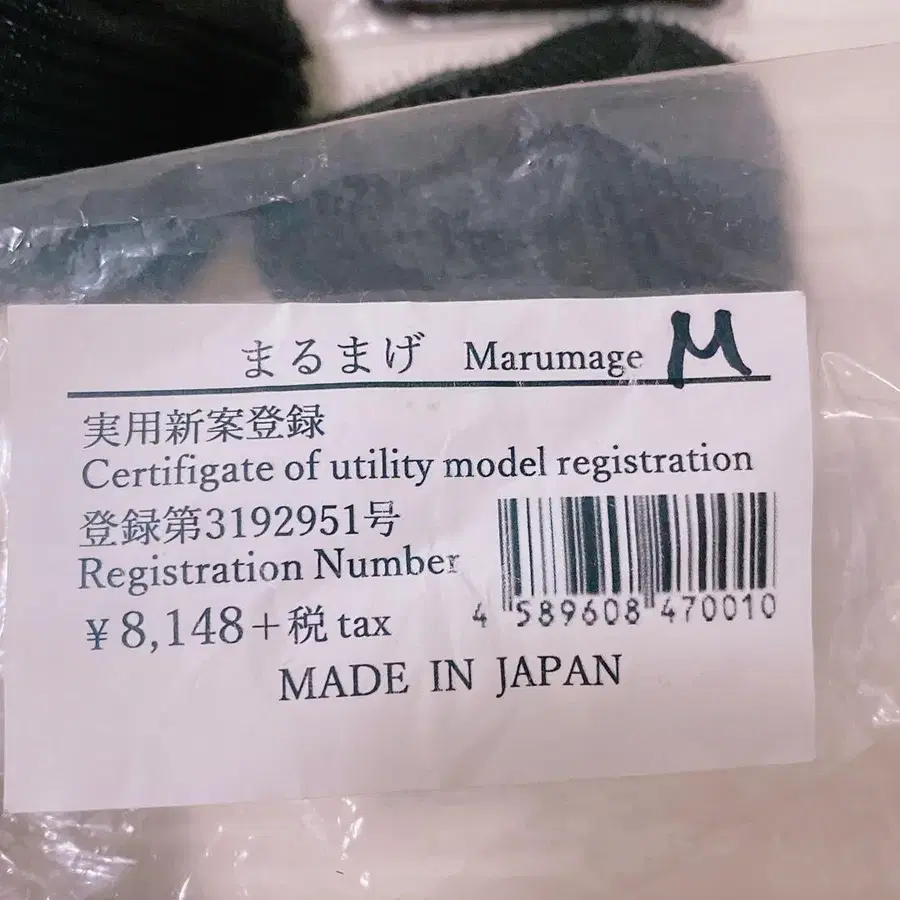 まるまげ Marumage M
実用新案登録
Certifigate of utility model registration
登録第3192951号
Registration Number
¥8,148+税 tax
4 589608 470010
MADE IN JAPAN